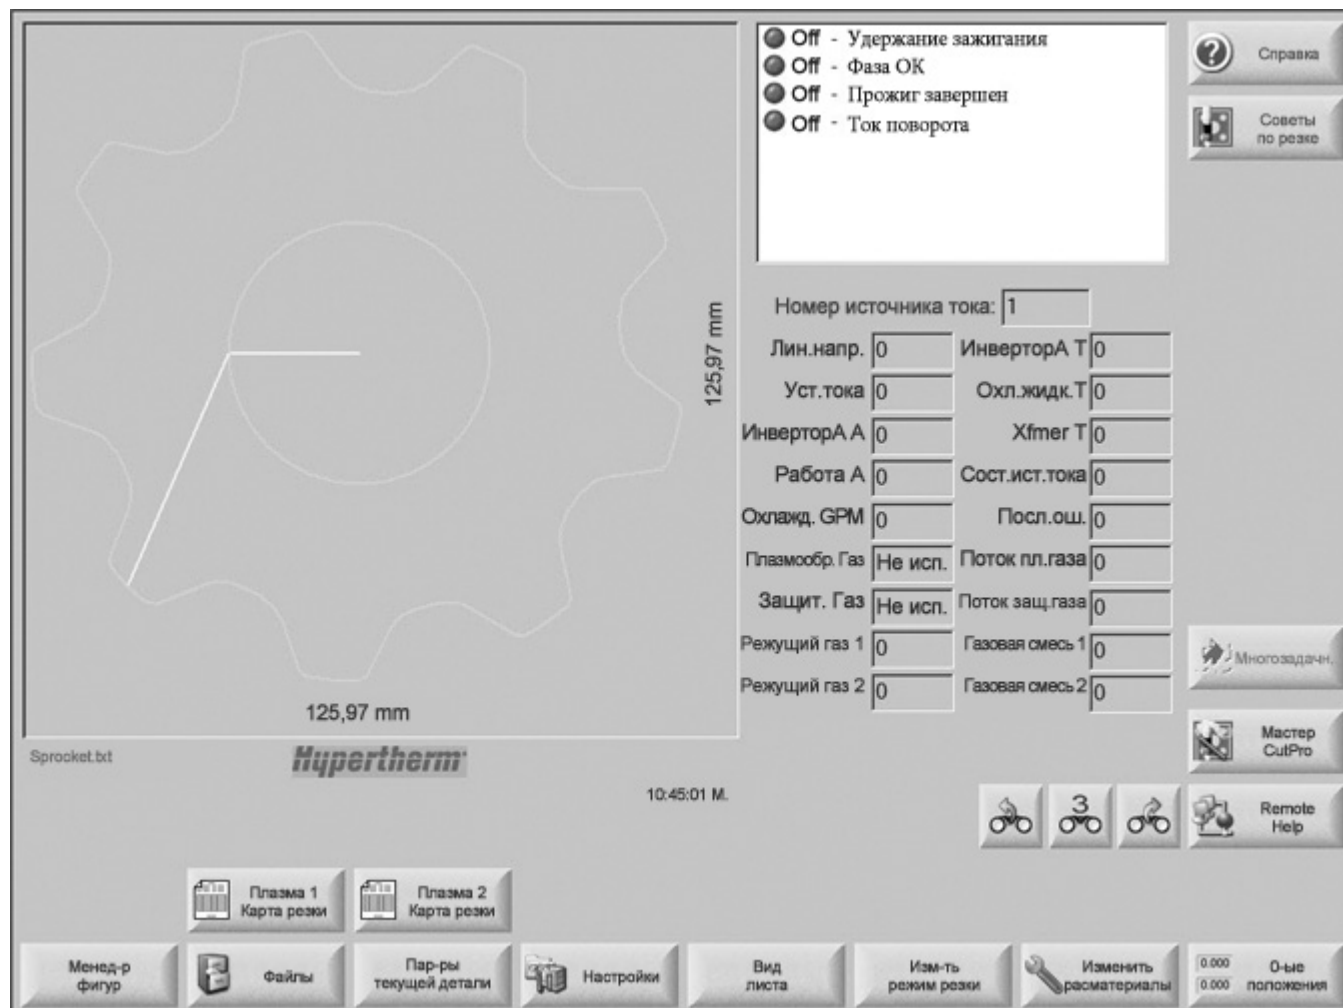 Off - Удержание зажигания
Off - Фаза ОК
Off - Прожиг завершен
Off - Ток поворота
Справка
Советы
по резке
125,97 mm
125,97 mm
Sprocket.txt
Hypertherm
10:45:01 М.
Номер источника тока: 1
Лин.напр. 0 ИнверторА Т 0
Уст.тока 0 Охл.жидк.Т 0
ИнверторА А 0 Xfmer T 0
Работа А 0 Сост.ист.тока 0
Охлажд. GPM 0 Посл.ош. 0
Плазмообр. Газ Не исп. Поток пл.газа 0
Защит. Газ Не исп. Поток защ.газа 0
Режущий газ 1 0 Газовая смесь 1 0
Режущий газ 2 0 Газовая смесь 2 0
Многозадачн.
Мастер
CutPro
3
Remote
Help
Плазма 1
Карта резки
Плазма 2
Карта резки
Менед-р
фигур
Файлы
Пар-ры
текущей детали
Настройки
Вид
листа
Изм-ть
режим резки
Изменить
расматериалы
0.000
0.000
0-ые
положения